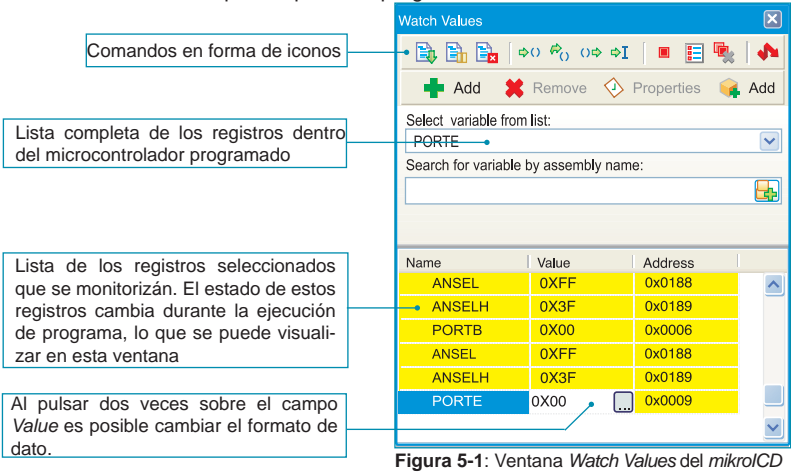 Watch Values
Comandos en forma de iconos
Add Remove Properties Add
Lista completa de los registros dentro
del microcontrolador programado
Select variable from list:
PORTE
Search for variable by assembly name:
Name Value Address
ANSEL 0XFF 0x0188
ANSELH 0X3F 0x0189
PORTB 0X00 0x0006
ANSEL 0XFF 0x0188
ANSELH 0X3F 0x0189
PORTE 0X00 ... 0x0009
Lista de los registros seleccionados
que se monitorizán. El estado de estos
registros cambia durante la ejecución
de programa, lo que se puede visuali-
zar en esta ventana
Al pulsar dos veces sobre el campo
Value es posible cambiar el formato de
dato.
Figura 5-1: Ventana Watch Values del mikroICD